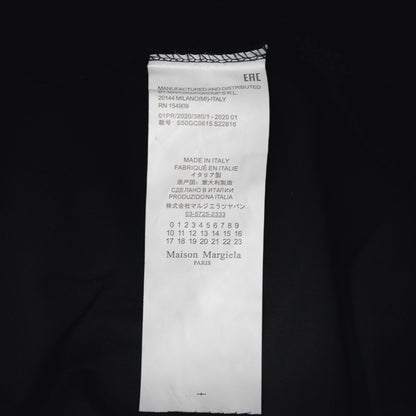 EAC
MANUFACTURED AND DISTRIBUTED
20144 MILANO(MI)-ITALY
RN 154909
01PR/2020/380/1 - 2020.01
款号 : S50GC0615 S22816
MADE IN ITALY
FABRIQUÉ EN ITALIE
イタリア製
原产国: 意大利制造
СДЕЛАНО В ИТАЛИИ
PRODUZIDO NA ITALIA
株式会社マルジエラジャパン
03-5725-2333
0 1 2 3 4 5 6 7 8 9
10 11 12 13 14 15 16
17 18 19 20 21 22 23
Maison Margiela
PARIS